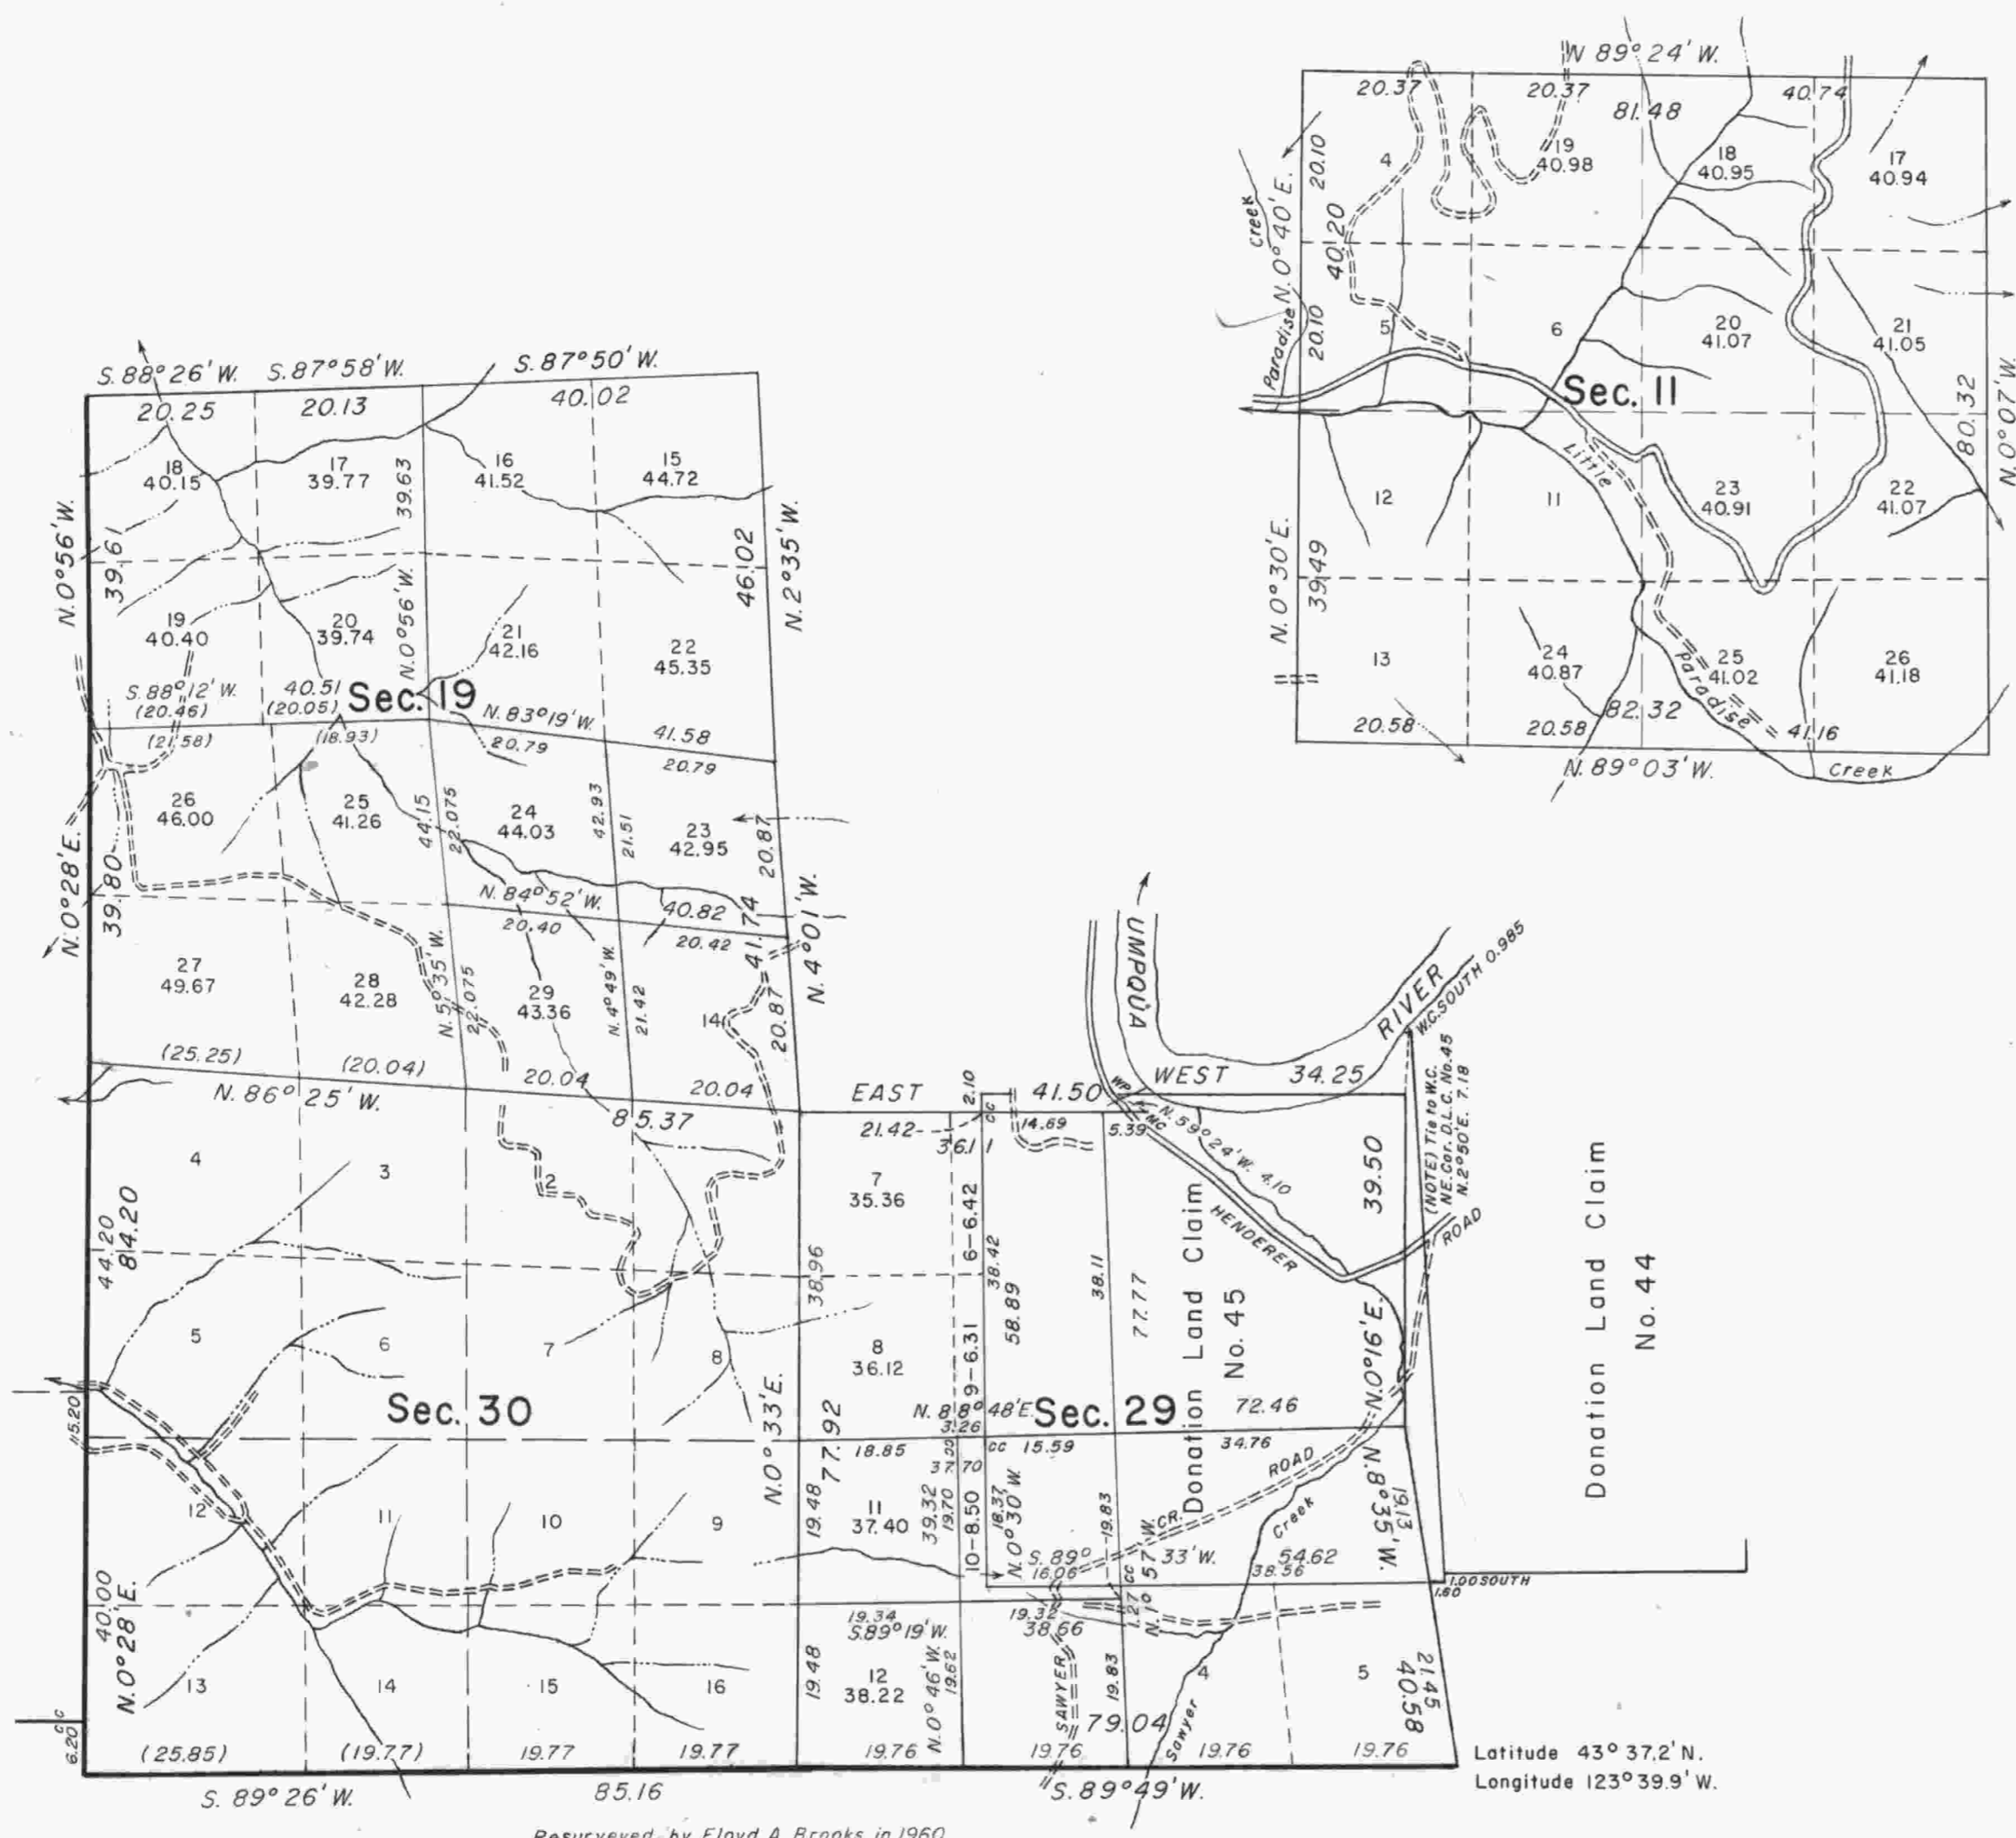 W 89° 24' W.
20.37
20.37
81.48
40.74
4
20.10
19
40.98
18
40.95
17
40.94
Creek
Paradise
N. 0° 40' E.
40.20
20.10
5
6
20
41.07
21
41.05
Sec. 11
80.32
N. 0° 07' W.
Little
12
11
23
40.91
22
41.07
N. 0° 30' E.
39.49
13
24
40.87
25
41.02
26
41.18
Paradise
20.58
20.58
82.32
41.16
N. 89° 03' W.
Creek
S. 88° 26' W.
S. 87° 58' W.
S. 87° 50' W.
20.25
20.13
40.02
18
40.15
17
39.77
39.63
16
41.52
15
44.72
N. 0° 56' W.
39.61
46.02
N. 2° 35' W.
19
40.40
20
39.74
N. 0° 56' W.
21
42.16
22
45.35
S. 88° 12' W.
(20.46)
40.51
(20.05)
Sec. 19
N. 83° 19' W.
41.58
(21.58)
(18.93)
20.79
20.79
26
46.00
25
41.26
44.15
22.075
24
44.03
42.93
21.51
23
42.95
20.87
N. 0° 28' E.
39.80
N. 84° 52' W.
40.82
20.40
20.42
41.74
N. 4° 01' W.
27
49.67
28
42.28
N. 5° 35' W.
22.075
29
43.36
N. 4° 49' W.
21.42
14
20.87
(25.25)
(20.04)
20.04
20.04
N. 86° 25' W.
85.37
4
3
2
44.20
84.20
5
6
7
8
Sec. 30
15.20
12
11
10
9
40.00
N. 0° 28' E.
13
14
15
16
CC
6.20
(25.85)
(19.77)
19.77
19.77
S. 89° 26' W.
85.16
UMPQUA
RIVER
W.C. SOUTH 0.985
EAST
2.10
CC
41.50
WEST
34.25
WP
MC
21.42
36.11
14.69
5.39
N. 59° 24' W. 4.10
39.50
(NOTE) Tie to W.C.
NE. Cor. D.L.C. No. 45
N. 2° 50' E. 7.18
7
35.36
6-6.42
38.42
58.89
38.11
77.77
Donation Land Claim
No. 45
HENDERER
ROAD
38.96
8
36.12
9-6.31
N. 0° 33' E.
77.92
N. 88° 48' E.
3.26
Sec. 29
72.46
N. 0° 16' E.
18.85
CC
CC
15.59
34.76
37.70
19.48
11
37.40
39.32
19.70
10-8.50
18.37
N. 0° 30' W.
19.83
CR.
ROAD
Creek
N. 8° 35' W.
19.13
S. 89° 33' W.
16.06
54.62
38.56
1.00 SOUTH
1.60
CC
1.27
N. 1° 57' W.
19.34
S. 89° 19' W.
19.32
38.66
19.48
12
38.22
N. 0° 46' W.
19.62
SAWYER
19.83
79.04
4
Sawyer
5
21.45
40.58
19.76
19.76
19.76
19.76
S. 89° 49' W.
Donation Land Claim
No. 44
Latitude 43° 37.2' N.
Longitude 123° 39.9' W.
Resurveyed by Floyd A. Brooks in 1960